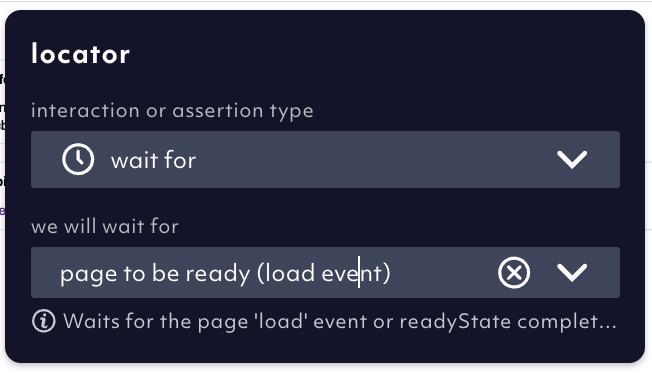 locator
interaction or assertion type
wait for
we will wait for
page to be ready (load event)
Waits for the page 'load' event or readyState complet...